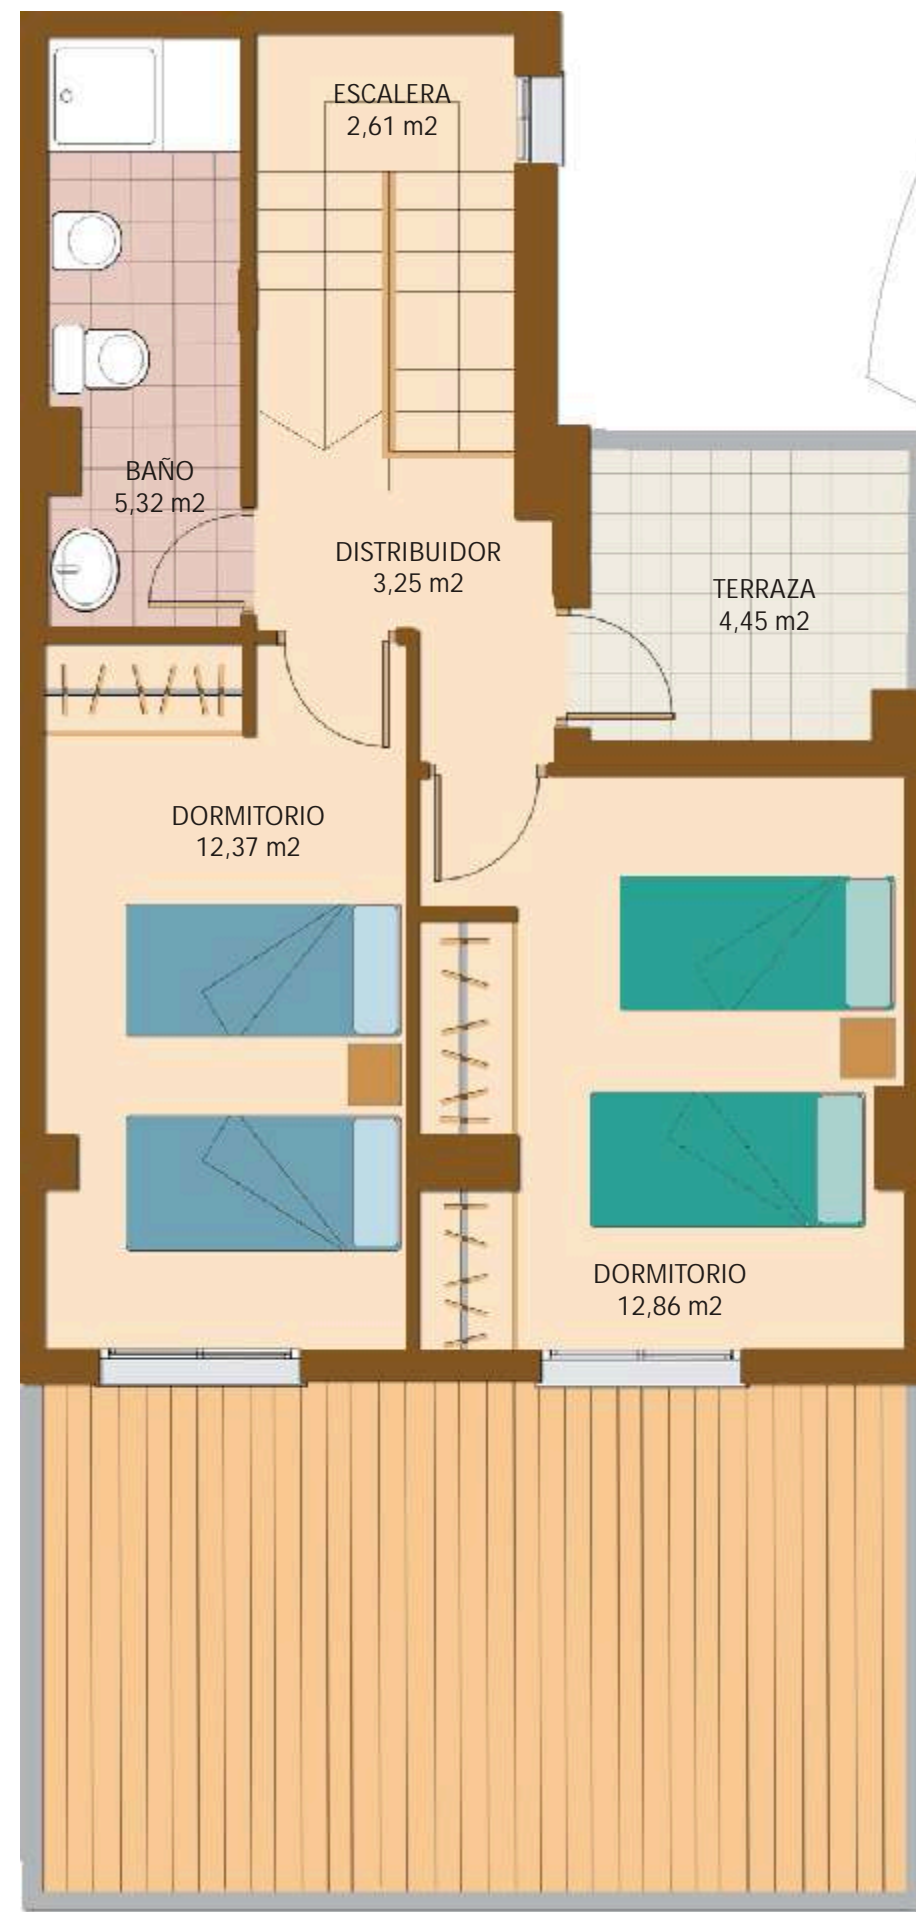 ESCALERA
2,61 m2
BAÑO
5,32 m2
DISTRIBUIDOR
3,25 m2
TERRAZA
4,45 m2
DORMITORIO
12,37 m2
DORMITORIO
12,86 m2